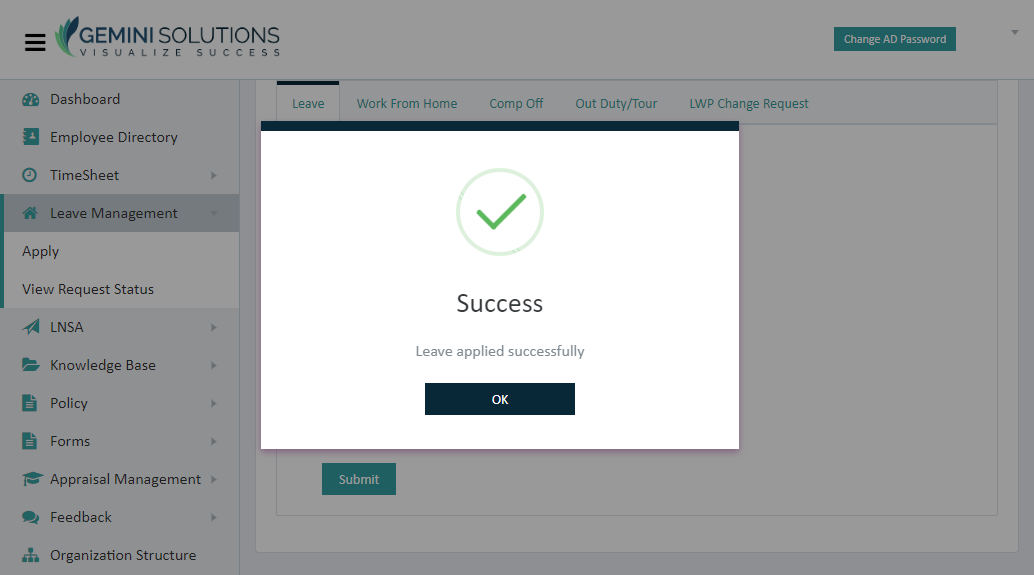 GEMINI SOLUTIONS
VISUALIZE SUCCESS
Change AD Password
Dashboard
Employee Directory
TimeSheet
Leave Management
Apply
View Request Status
LNSA
Knowledge Base
Policy
Forms
Appraisal Management
Feedback
Organization Structure
Leave
Work From Home
Comp Off
Out Duty/Tour
LWP Change Request
Success
Leave applied successfully
OK
Submit